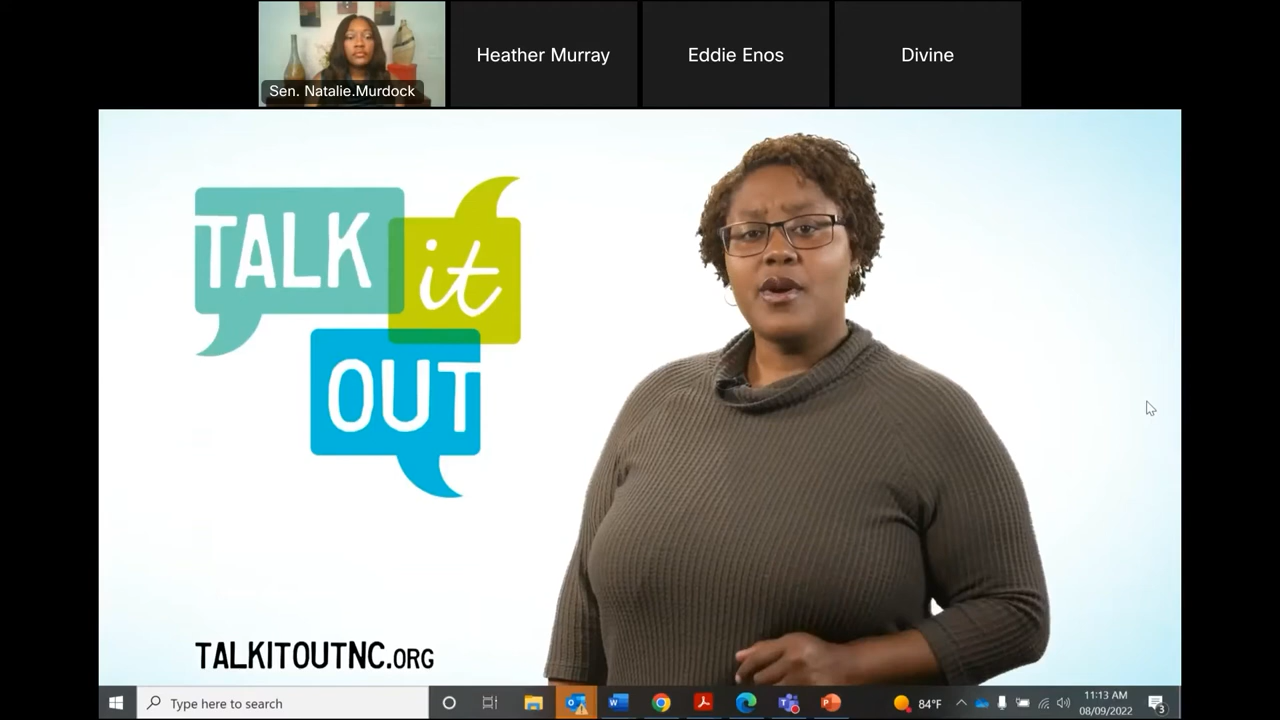 Sen. Natalie.Murdock
Heather Murray
Eddie Enos
Divine
TALK
it
OUT
TALKITOUTNC.ORG
Type here to search
84°F
11:13 AM
08/09/2022
3